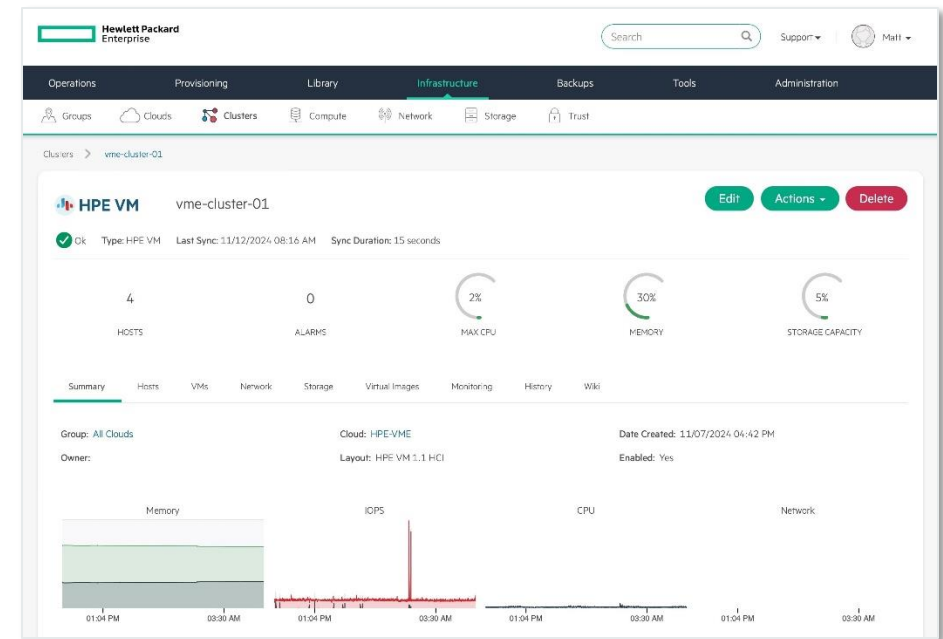 Hewlett Packard
Enterprise
Search
Support
Matt
Operations Provisioning Library Infrastructure Backups Tools Administration
Groups Clouds Clusters Compute Network Storage Trust
Clusters > vme-cluster-01
HPE VM vme-cluster-01 Edit Actions Delete
Ok Type: HPE VM Last Sync: 11/12/2024 08:16 AM Sync Duration: 15 seconds
4 0 2% 30% 5%
HOSTS ALARMS MAX CPU MEMORY STORAGE CAPACITY
Summary Hosts VMs Network Storage Virtual Images Monitoring History Wiki
Group: All Clouds Cloud: HPE-VME Date Created: 11/07/2024 04:42 PM
Owner: Layout: HPE VM 1.1 HCI Enabled: Yes
Memory IOPS CPU Network
01:04 PM 03:30 AM 01:04 PM 03:30 AM 01:04 PM 03:30 AM 01:04 PM 03:30 AM